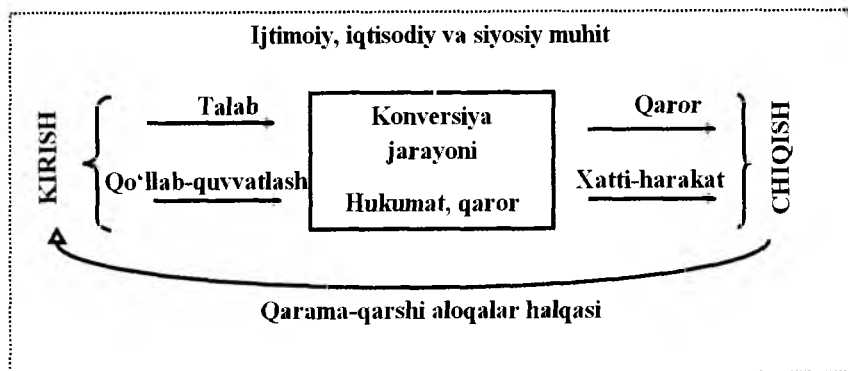 Ijtimoiy, iqtisodiy va siyosiy muhit
KIRISH
Talab
Qo‘llab-quvvatlash
Konversiya
jarayoni
Hukumat, qaror
Qaror
Xatti-harakat
CHIQISH
Qarama-qarshi aloqalar halqasi